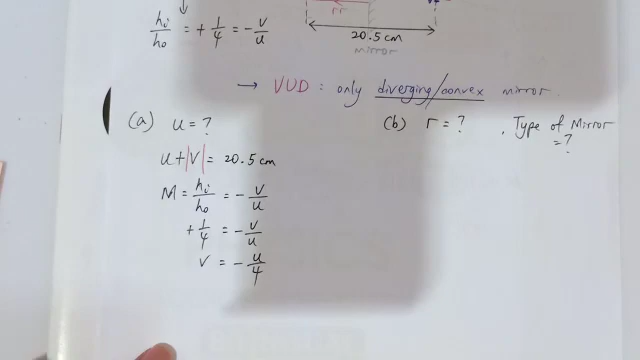 hi/ho = + 1/4 = - v/u
rr
20.5 cm
mirror
→ VUD : only diverging/convex mirror.
(a) u = ?
(b) r = ? , Type of Mirror = ?
u + |v| = 20.5 cm
M = hi/ho = - v/u
+ 1/4 = - v/u
v = - u/4